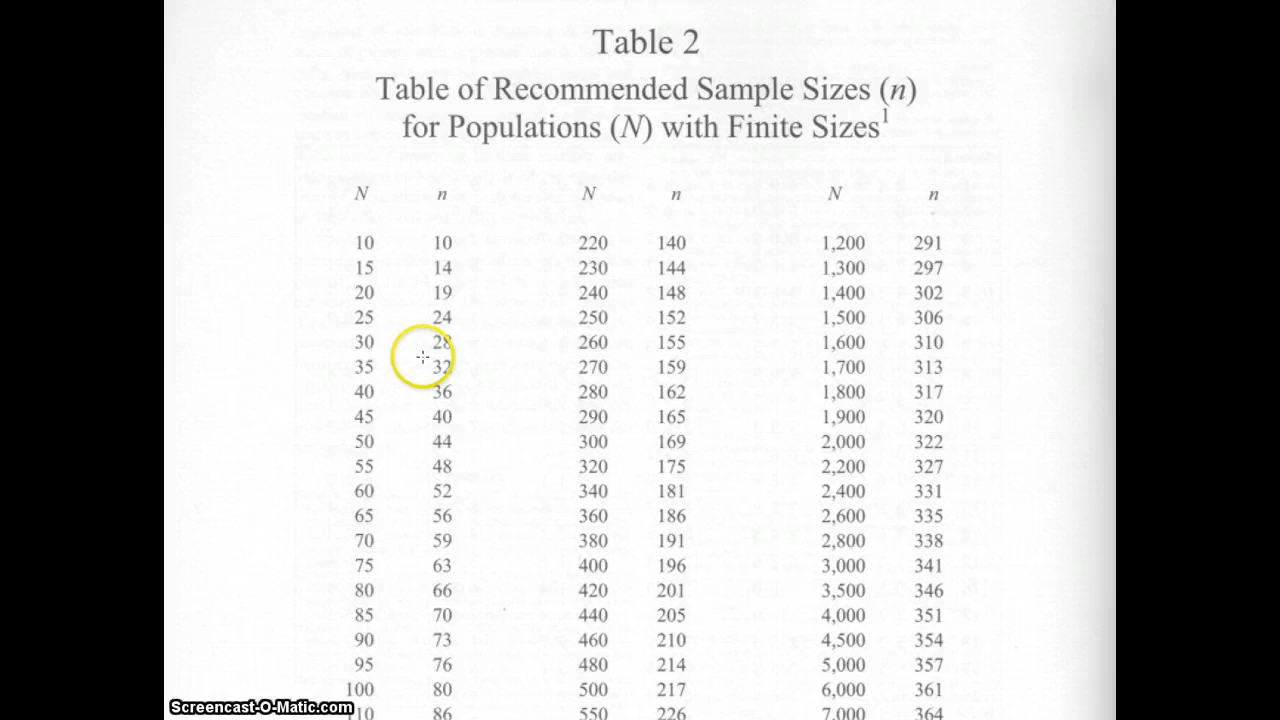 Table 2
Table of Recommended Sample Sizes (n)
for Populations (N) with Finite Sizes1
N n N n N n
10 10 220 140 1,200 291
15 14 230 144 1,300 297
20 19 240 148 1,400 302
25 24 250 152 1,500 306
30 28 260 155 1,600 310
35 32 270 159 1,700 313
40 36 280 162 1,800 317
45 40 290 165 1,900 320
50 44 300 169 2,000 322
55 48 320 175 2,200 327
60 52 340 181 2,400 331
65 56 360 186 2,600 335
70 59 380 191 2,800 338
75 63 400 196 3,000 341
80 66 420 201 3,500 346
85 70 440 205 4,000 351
90 73 460 210 4,500 354
95 76 480 214 5,000 357
100 80 500 217 6,000 361
110 86 550 226 7,000 364
Screencast-O-Matic.com